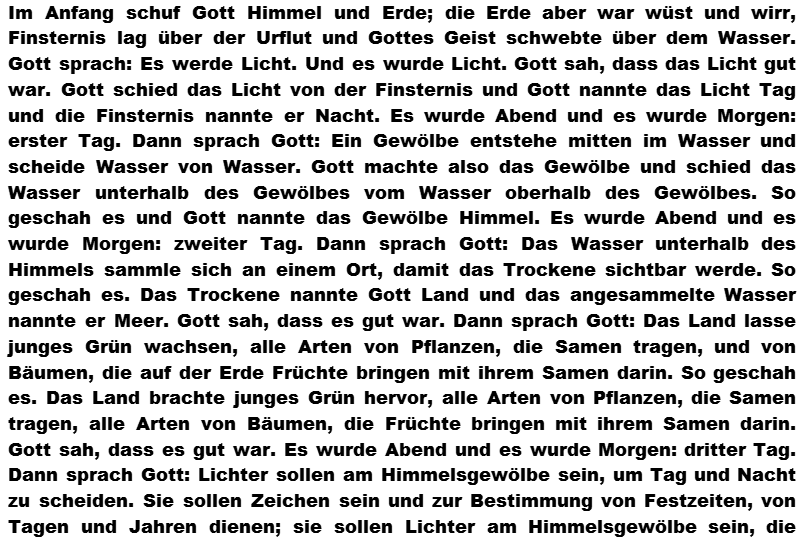 Im Anfang schuf Gott Himmel und Erde; die Erde aber war wüst und wirr,
Finsternis lag über der Urflut und Gottes Geist schwebte über dem Wasser.
Gott sprach: Es werde Licht. Und es wurde Licht. Gott sah, dass das Licht gut
war. Gott schied das Licht von der Finsternis und Gott nannte das Licht Tag
und die Finsternis nannte er Nacht. Es wurde Abend und es wurde Morgen:
erster Tag. Dann sprach Gott: Ein Gewölbe entstehe mitten im Wasser und
scheide Wasser von Wasser. Gott machte also das Gewölbe und schied das
Wasser unterhalb des Gewölbes vom Wasser oberhalb des Gewölbes. So
geschah es und Gott nannte das Gewölbe Himmel. Es wurde Abend und es
wurde Morgen: zweiter Tag. Dann sprach Gott: Das Wasser unterhalb des
Himmels sammle sich an einem Ort, damit das Trockene sichtbar werde. So
geschah es. Das Trockene nannte Gott Land und das angesammelte Wasser
nannte er Meer. Gott sah, dass es gut war. Dann sprach Gott: Das Land lasse
junges Grün wachsen, alle Arten von Pflanzen, die Samen tragen, und von
Bäumen, die auf der Erde Früchte bringen mit ihrem Samen darin. So geschah
es. Das Land brachte junges Grün hervor, alle Arten von Pflanzen, die Samen
tragen, alle Arten von Bäumen, die Früchte bringen mit ihrem Samen darin.
Gott sah, dass es gut war. Es wurde Abend und es wurde Morgen: dritter Tag.
Dann sprach Gott: Lichter sollen am Himmelsgewölbe sein, um Tag und Nacht
zu scheiden. Sie sollen Zeichen sein und zur Bestimmung von Festzeiten, von
Tagen und Jahren dienen; sie sollen Lichter am Himmelsgewölbe sein, die